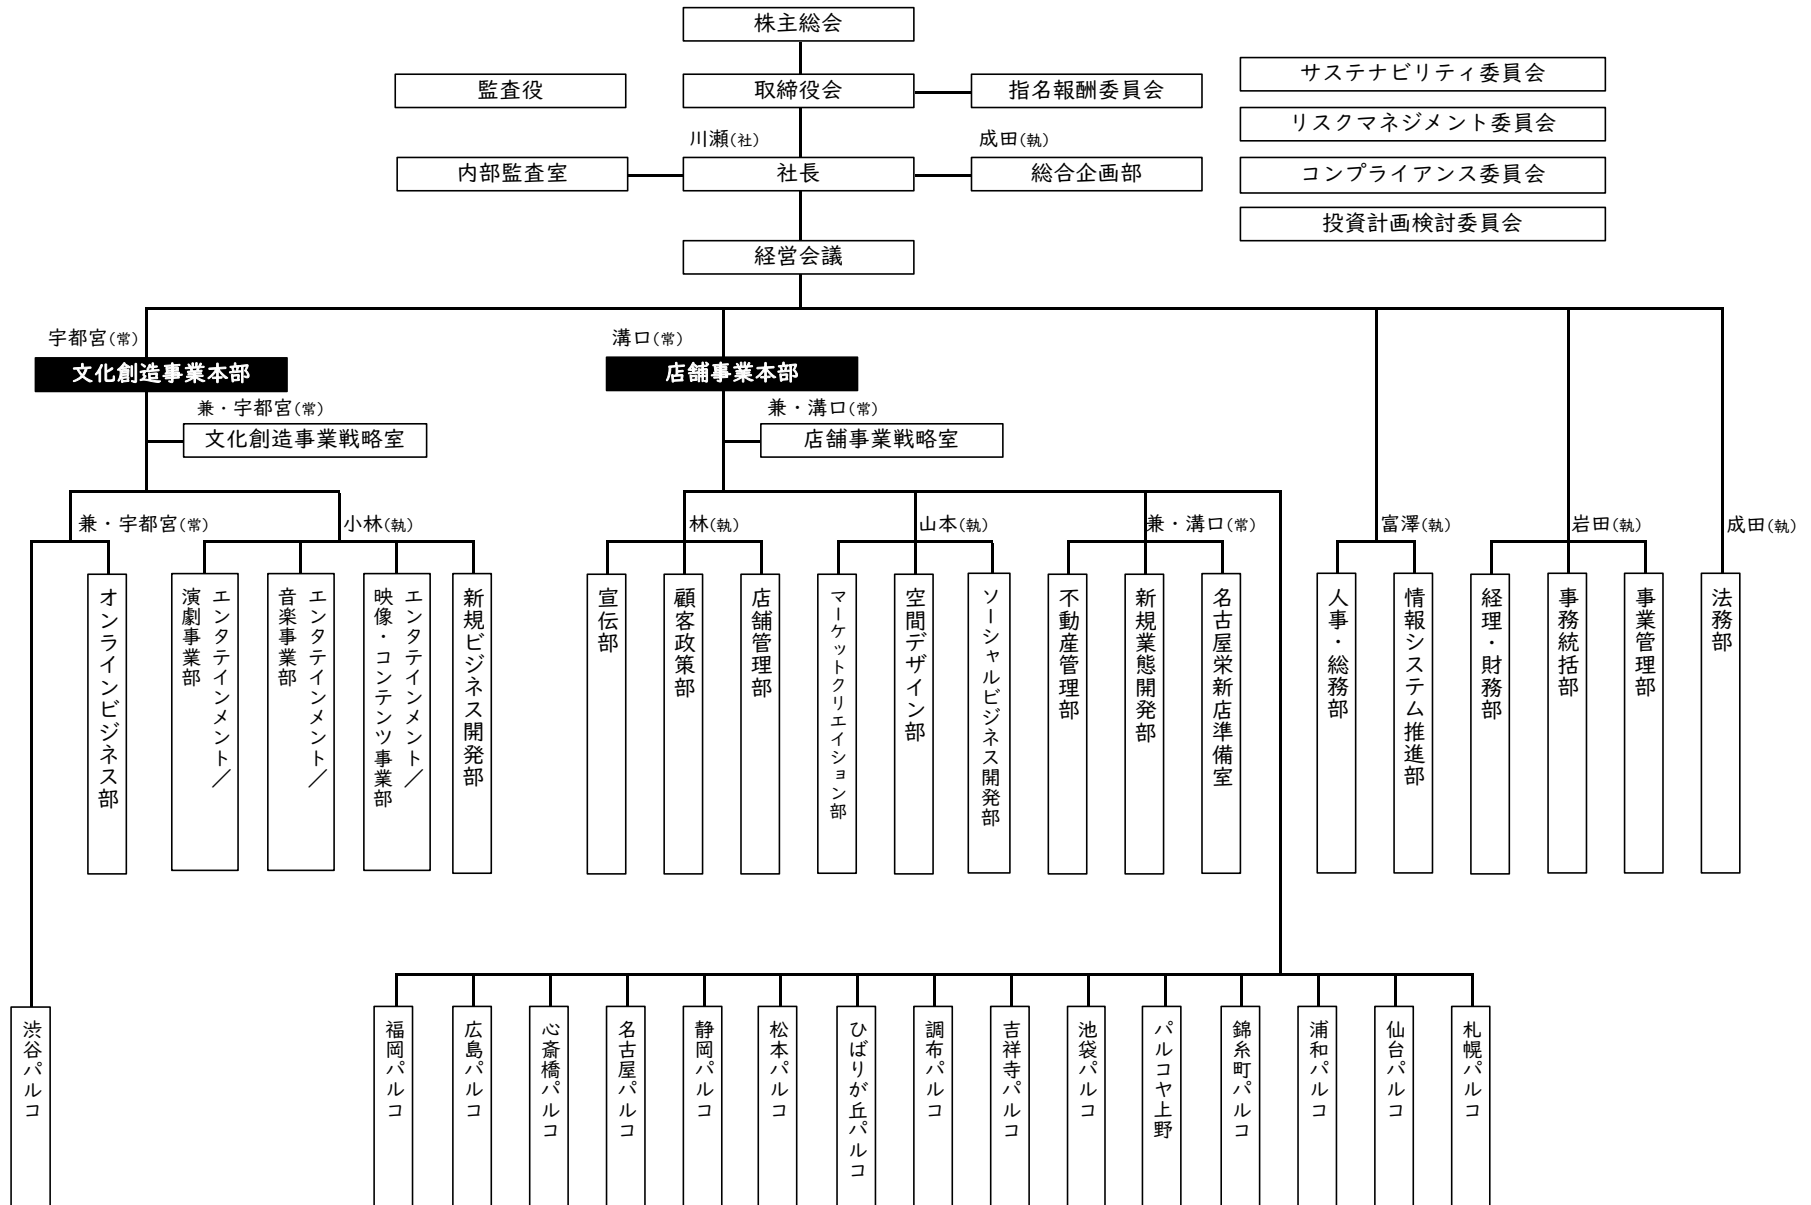 株主総会
監査役
取締役会
指名報酬委員会
サステナビリティ委員会
リスクマネジメント委員会
川瀬(社)
成田(執)
内部監査室
社長
総合企画部
コンプライアンス委員会
投資計画検討委員会
経営会議
宇都宮(常)
文化創造事業本部
兼・宇都宮(常)
文化創造事業戦略室
溝口(常)
店舗事業本部
兼・溝口(常)
店舗事業戦略室
兼・宇都宮(常)
小林(執)
林(執)
山本(執)
兼・溝口(常)
富澤(執)
岩田(執)
成田(執)
オンラインビジネス部
エンタテインメント／
演劇事業部
エンタテインメント／
音楽事業部
エンタテインメント／
映像・コンテンツ事業部
新規ビジネス開発部
宣伝部
顧客政策部
店舗管理部
マーケットクリエイション部
空間デザイン部
ソーシャルビジネス開発部
不動産管理部
新規業態開発部
名古屋栄新店準備室
人事・総務部
情報システム推進部
経理・財務部
事務統括部
事業管理部
法務部
渋谷パルコ
福岡パルコ
広島パルコ
心斎橋パルコ
名古屋パルコ
静岡パルコ
松本パルコ
ひばりが丘パルコ
調布パルコ
吉祥寺パルコ
池袋パルコ
パルコヤ上野
錦糸町パルコ
浦和パルコ
仙台パルコ
札幌パルコ